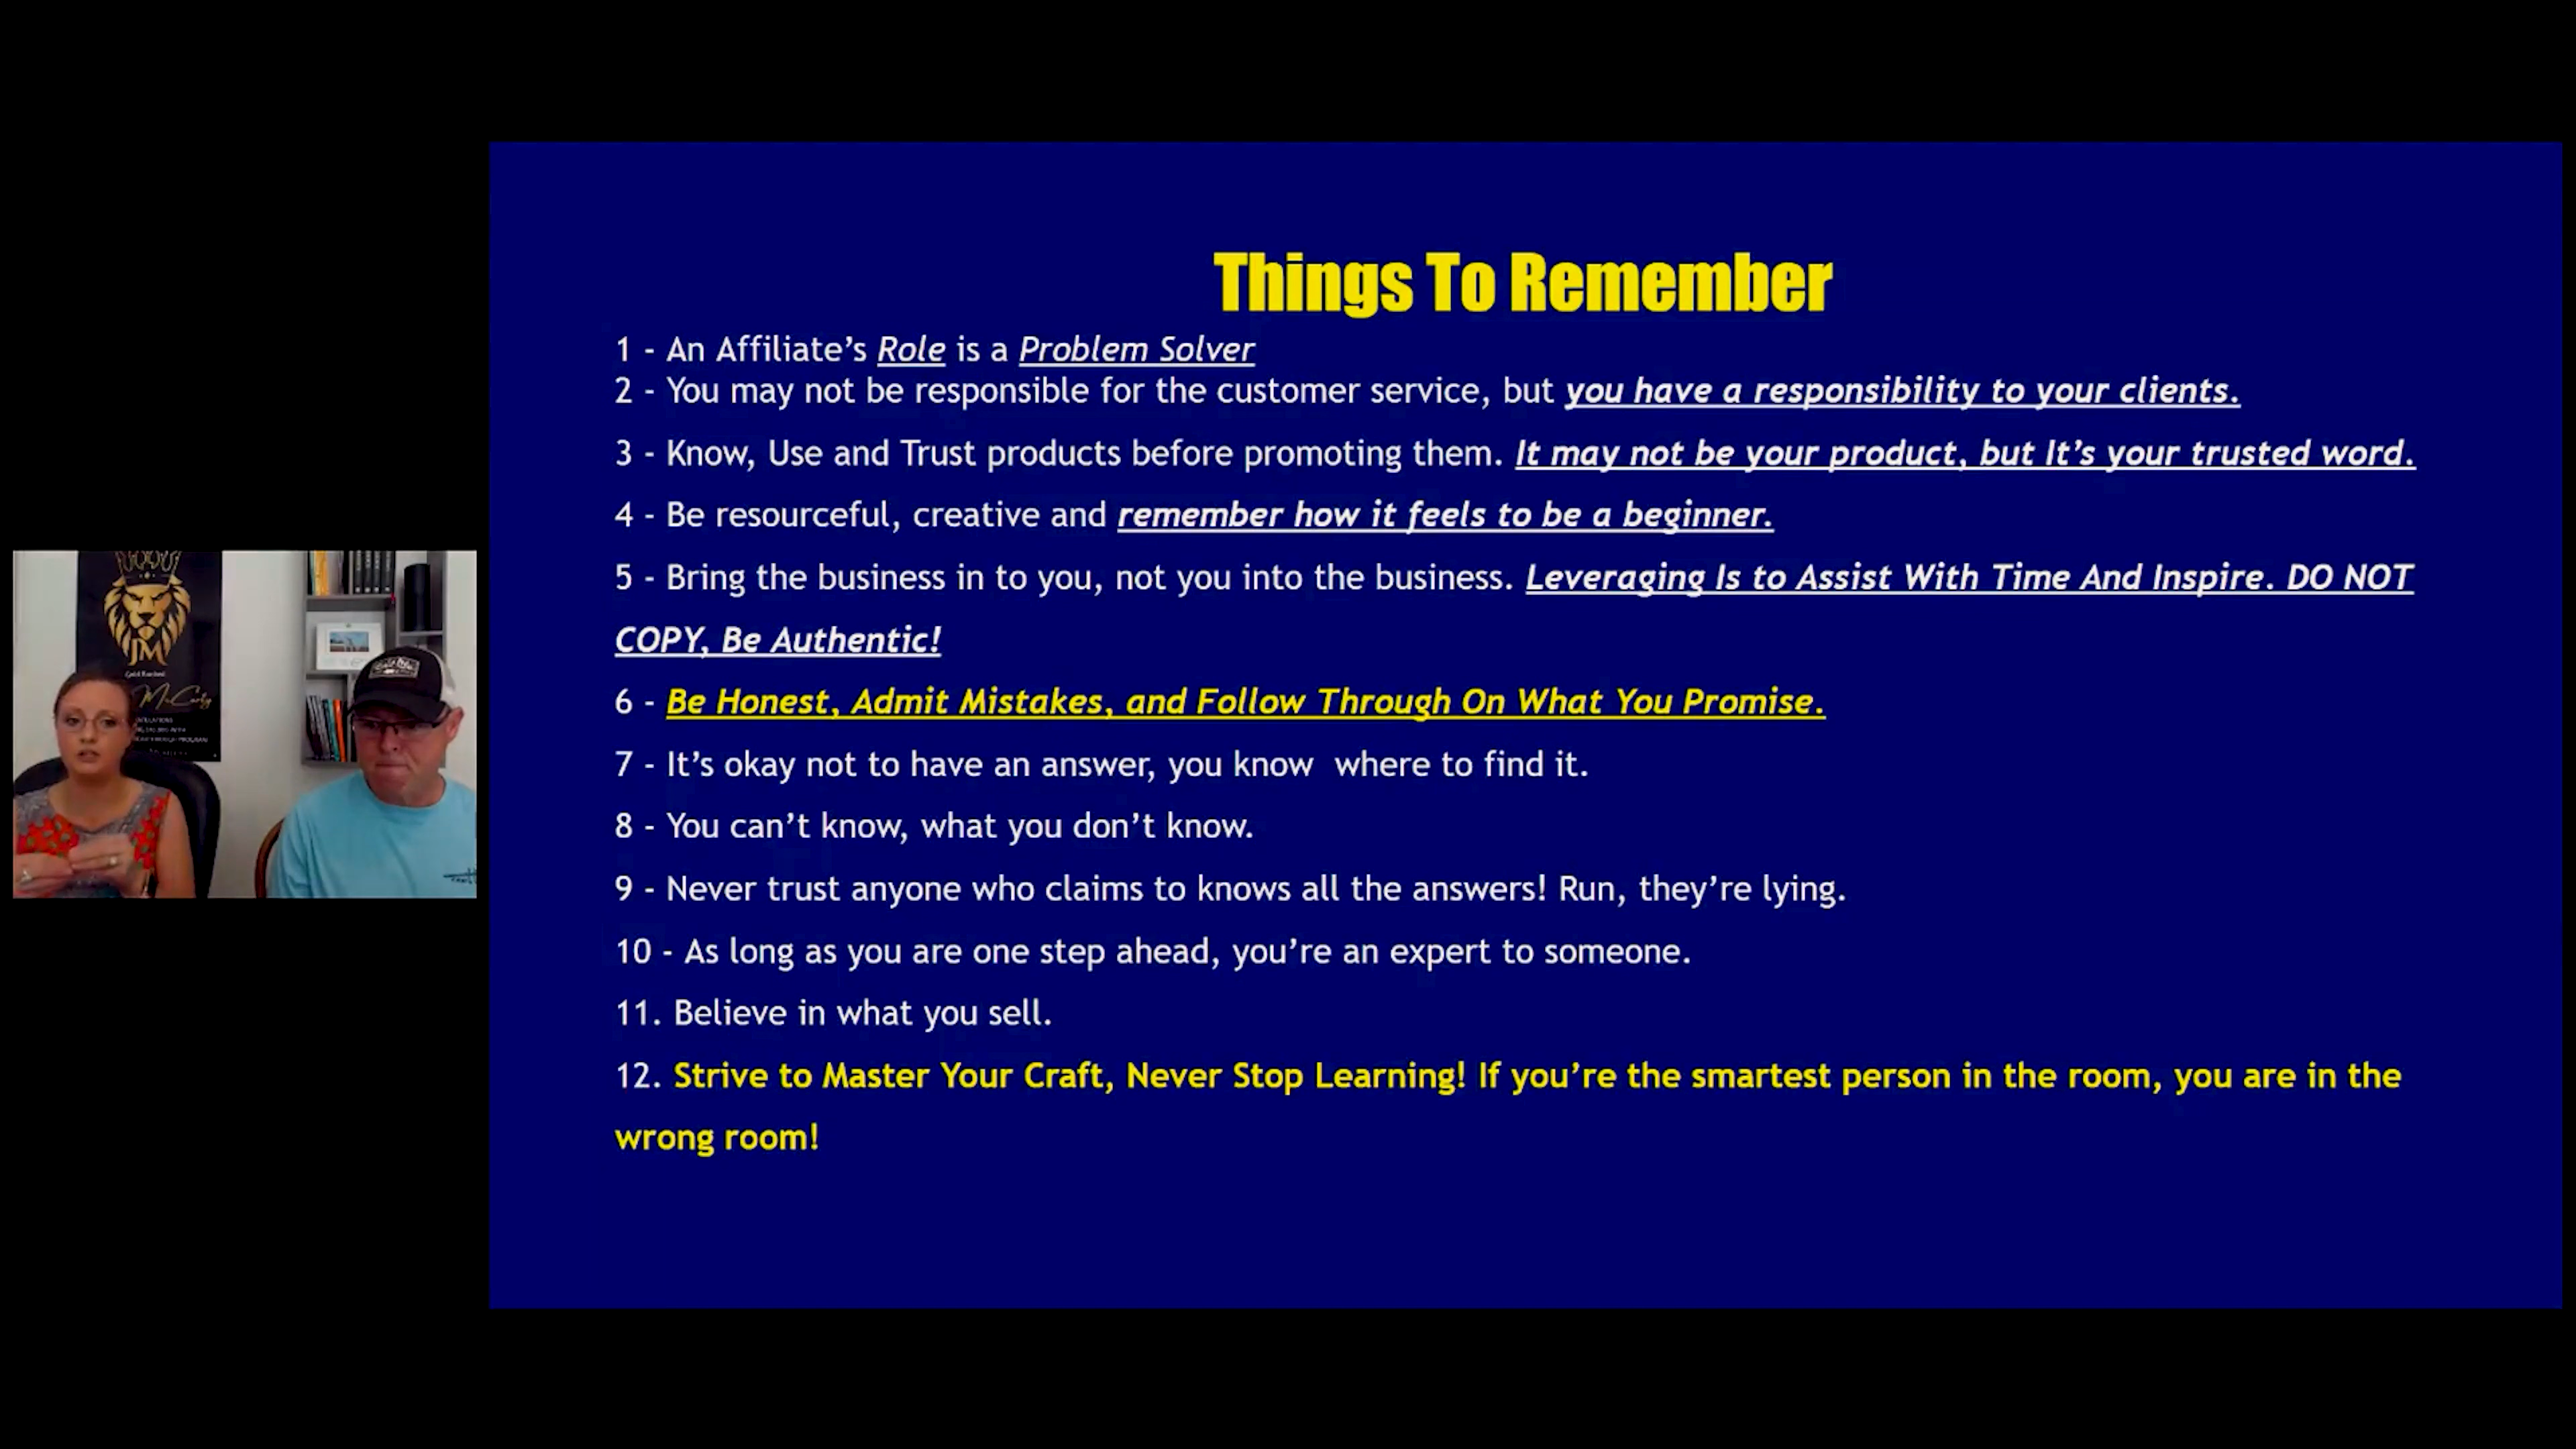 Things To Remember
1 - An Affiliate’s Role is a Problem Solver
2 - You may not be responsible for the customer service, but you have a responsibility to your clients.
3 - Know, Use and Trust products before promoting them. It may not be your product, but It’s your trusted word.
4 - Be resourceful, creative and remember how it feels to be a beginner.
5 - Bring the business in to you, not you into the business. Leveraging Is to Assist With Time And Inspire. DO NOT
COPY, Be Authentic!
6 - Be Honest, Admit Mistakes, and Follow Through On What You Promise.
7 - It’s okay not to have an answer, you know  where to find it.
8 - You can’t know, what you don’t know.
9 - Never trust anyone who claims to knows all the answers! Run, they’re lying.
10 - As long as you are one step ahead, you’re an expert to someone.
11. Believe in what you sell.
12. Strive to Master Your Craft, Never Stop Learning! If you’re the smartest person in the room, you are in the
wrong room!
JM